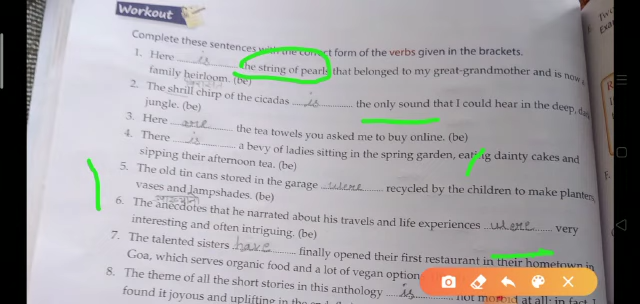 Workout
Complete these sentences with the correct form of the verbs given in the brackets.
1. Here is the string of pearls that belonged to my great-grandmother and is now a
family heirloom. (be)
2. The shrill chirp of the cicadas is the only sound that I could hear in the deep, dark
jungle. (be)
3. Here are the tea towels you asked me to buy online. (be)
4. There is a bevy of ladies sitting in the spring garden, eating dainty cakes and
sipping their afternoon tea. (be)
5. The old tin cans stored in the garage where recycled by the children to make planters,
vases and lampshades. (be)
6. The anecdotes that he narrated about his travels and life experiences where very
interesting and often intriguing. (be)
7. The talented sisters have finally opened their first restaurant in their hometown in
Goa, which serves organic food and a lot of vegan option
8. The theme of all the short stories in this anthology is not morbid at all; in fact, I
found it joyous and uplifting in the